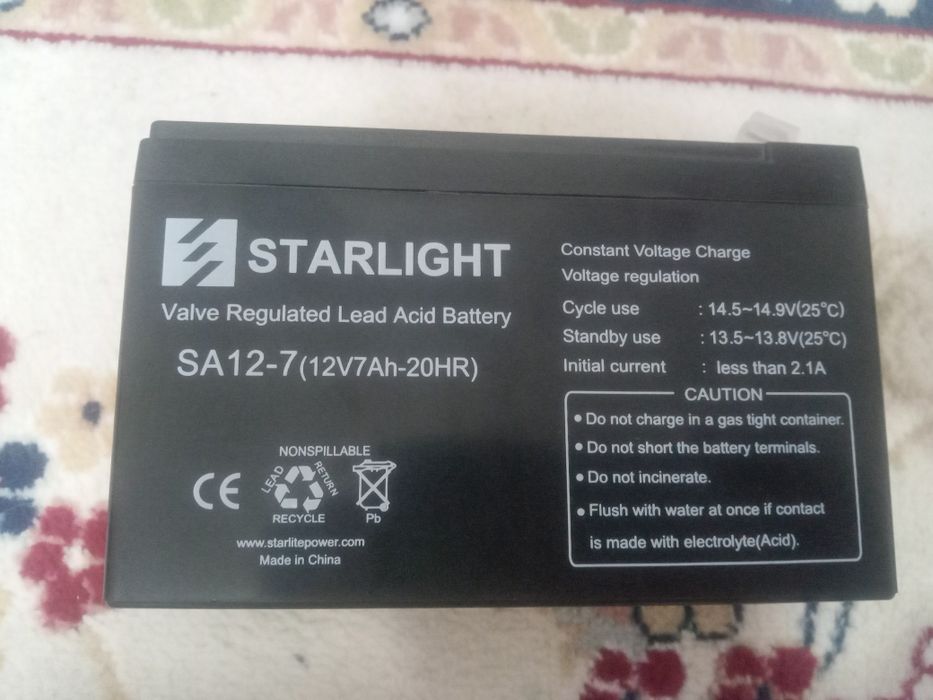 STARLIGHT
Valve Regulated Lead Acid Battery
SA12-7(12V7Ah-20HR)
NONSPILLABLE
LEAD RETURN
RECYCLE
Pb
CE
www.starlitepower.com
Made in China
Constant Voltage Charge
Voltage regulation
Cycle use : 14.5~14.9V(25°C)
Standby use : 13.5~13.8V(25°C)
Initial current : less than 2.1A
CAUTION
• Do not charge in a gas tight container.
• Do not short the battery terminals.
• Do not incinerate.
• Flush with water at once if contact
is made with electrolyte(Acid).